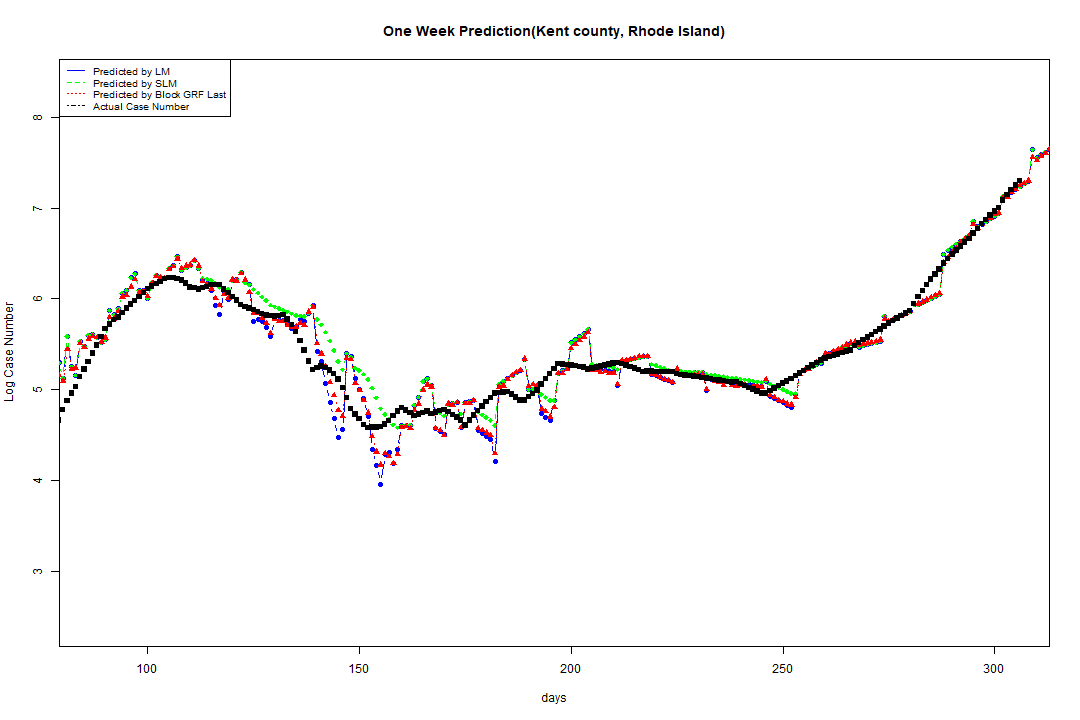 One Week Prediction(Kent county, Rhode Island)
Predicted by LM
Predicted by SLM
Predicted by Block GRF Last
Actual Case Number
8
7
6
5
4
3
Log Case Number
100 150 200 250 300
days